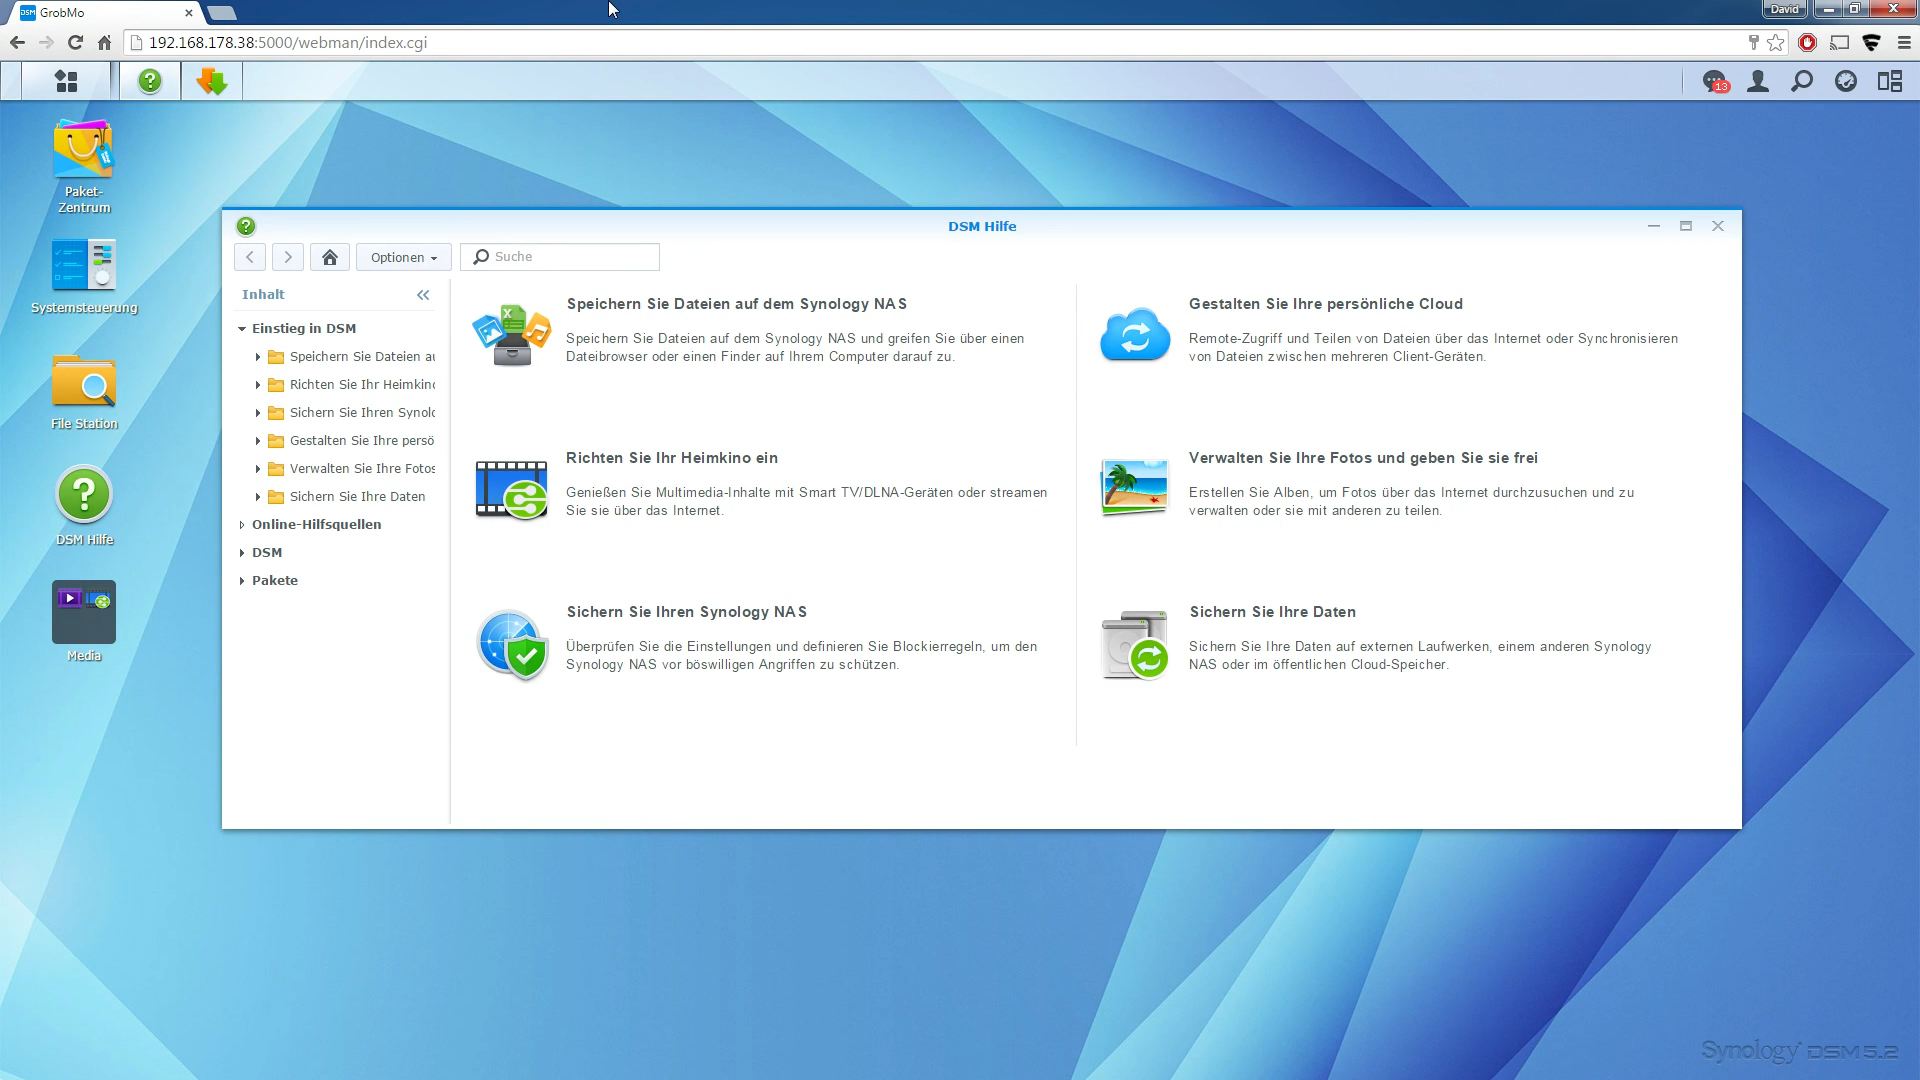 DSM GrobMo
David
192.168.178.38:5000/webman/index.cgi
13
Paket-
Zentrum
Systemsteuerung
File Station
DSM Hilfe
Media
DSM Hilfe
Optionen
Suche
Inhalt
Einstieg in DSM
Speichern Sie Dateien au
Richten Sie Ihr Heimkino
Sichern Sie Ihren Synolo
Gestalten Sie Ihre persö
Verwalten Sie Ihre Fotos
Sichern Sie Ihre Daten
Online-Hilfsquellen
DSM
Pakete
Speichern Sie Dateien auf dem Synology NAS
Speichern Sie Dateien auf dem Synology NAS und greifen Sie über einen
Dateibrowser oder einen Finder auf Ihrem Computer darauf zu.
Gestalten Sie Ihre persönliche Cloud
Remote-Zugriff und Teilen von Dateien über das Internet oder Synchronisieren
von Dateien zwischen mehreren Client-Geräten.
Richten Sie Ihr Heimkino ein
Genießen Sie Multimedia-Inhalte mit Smart TV/DLNA-Geräten oder streamen
Sie sie über das Internet.
Verwalten Sie Ihre Fotos und geben Sie sie frei
Erstellen Sie Alben, um Fotos über das Internet durchzusuchen und zu
verwalten oder sie mit anderen zu teilen.
Sichern Sie Ihren Synology NAS
Überprüfen Sie die Einstellungen und definieren Sie Blockierregeln, um den
Synology NAS vor böswilligen Angriffen zu schützen.
Sichern Sie Ihre Daten
Sichern Sie Ihre Daten auf externen Laufwerken, einem anderen Synology
NAS oder im öffentlichen Cloud-Speicher.
Synology DSM 5.2